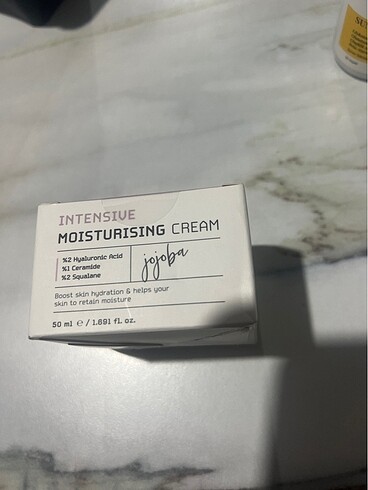 INTENSIVE
MOISTURISING CREAM
%2 Hyaluronic Acid
%1 Ceramide
%2 Squalane
jojoba
Boost skin hydration & helps your
skin to retain moisture
50 ml ℮ / 1.691 fl. oz.